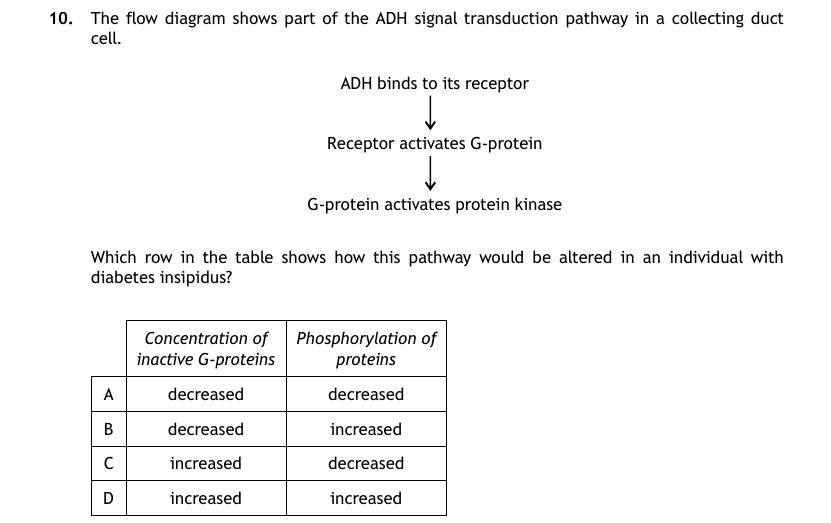 10. The flow diagram shows part of the ADH signal transduction pathway in a collecting duct
cell.
ADH binds to its receptor
Receptor activates G-protein
G-protein activates protein kinase
Which row in the table shows how this pathway would be altered in an individual with
diabetes insipidus?
Concentration of inactive G-proteins Phosphorylation of proteins
A decreased decreased
B decreased increased
C increased decreased
D increased increased